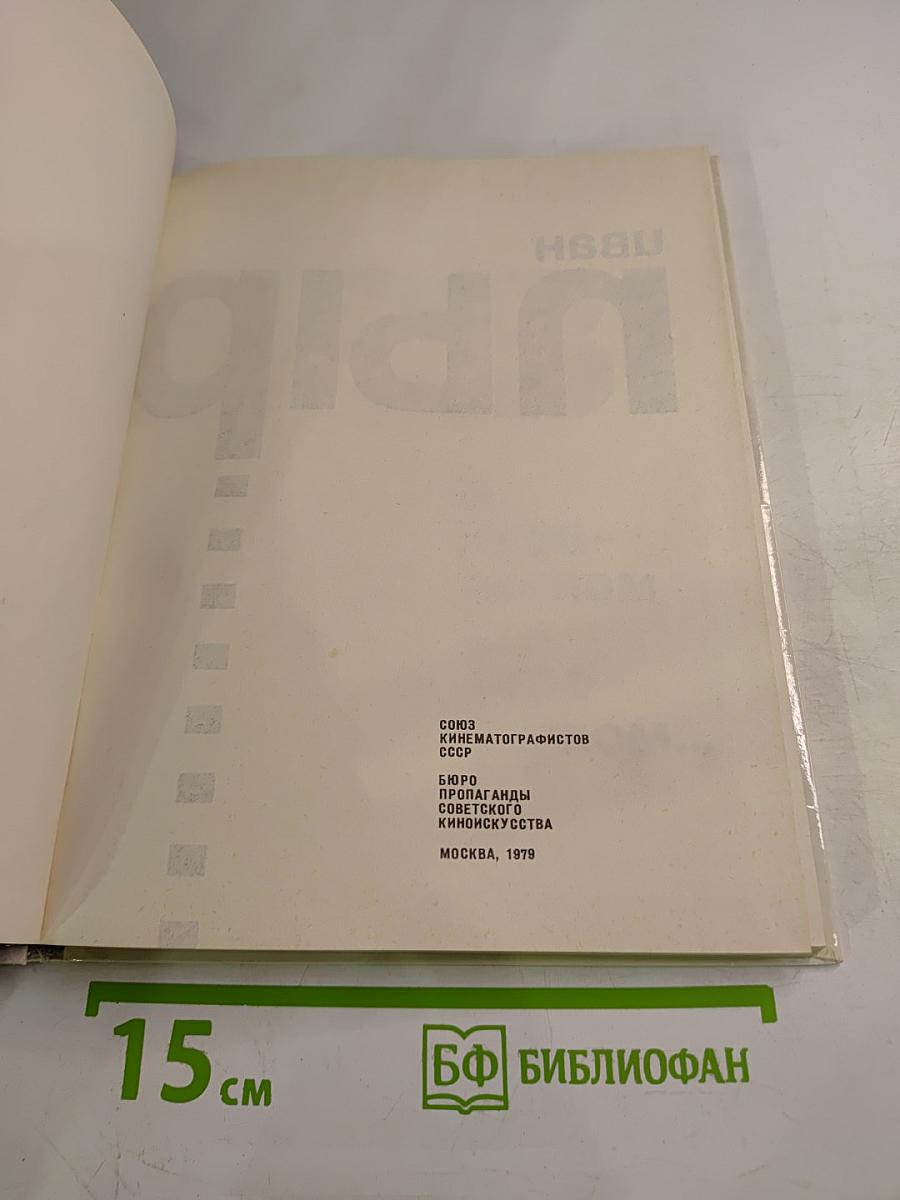 СОЮЗ
КИНЕМАТОГРАФИСТОВ
СССР
БЮРО
ПРОПАГАНДЫ
СОВЕТСКОГО
КИНОИСКУССТВА
МОСКВА, 1979
15 см
БФ БИБЛИОФАН